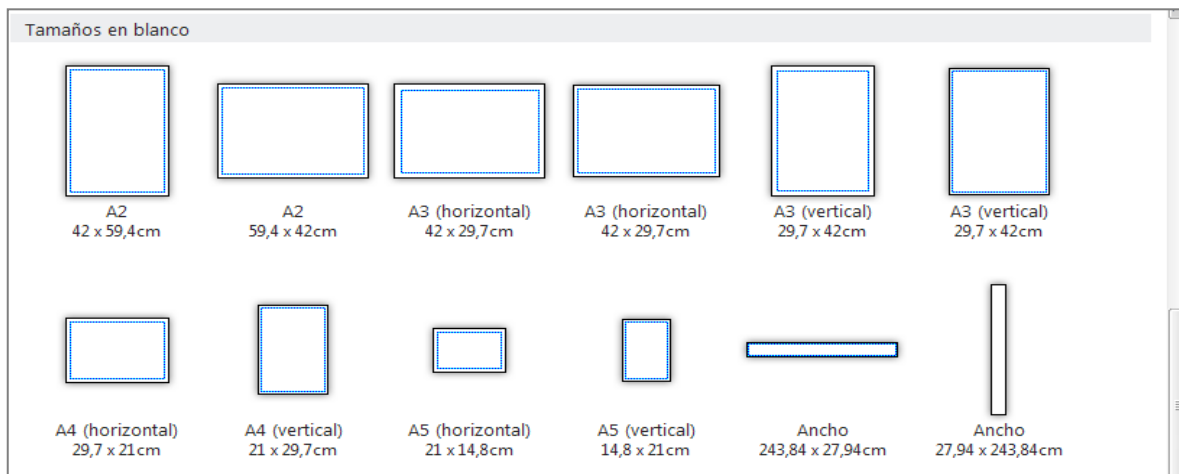 Tamaños en blanco
A2
42 x 59,4cm
A2
59,4 x 42cm
A3 (horizontal)
42 x 29,7cm
A3 (horizontal)
42 x 29,7cm
A3 (vertical)
29,7 x 42cm
A3 (vertical)
29,7 x 42cm
A4 (horizontal)
29,7 x 21cm
A4 (vertical)
21 x 29,7cm
A5 (horizontal)
21 x 14,8cm
A5 (vertical)
14,8 x 21cm
Ancho
243,84 x 27,94cm
Ancho
27,94 x 243,84cm